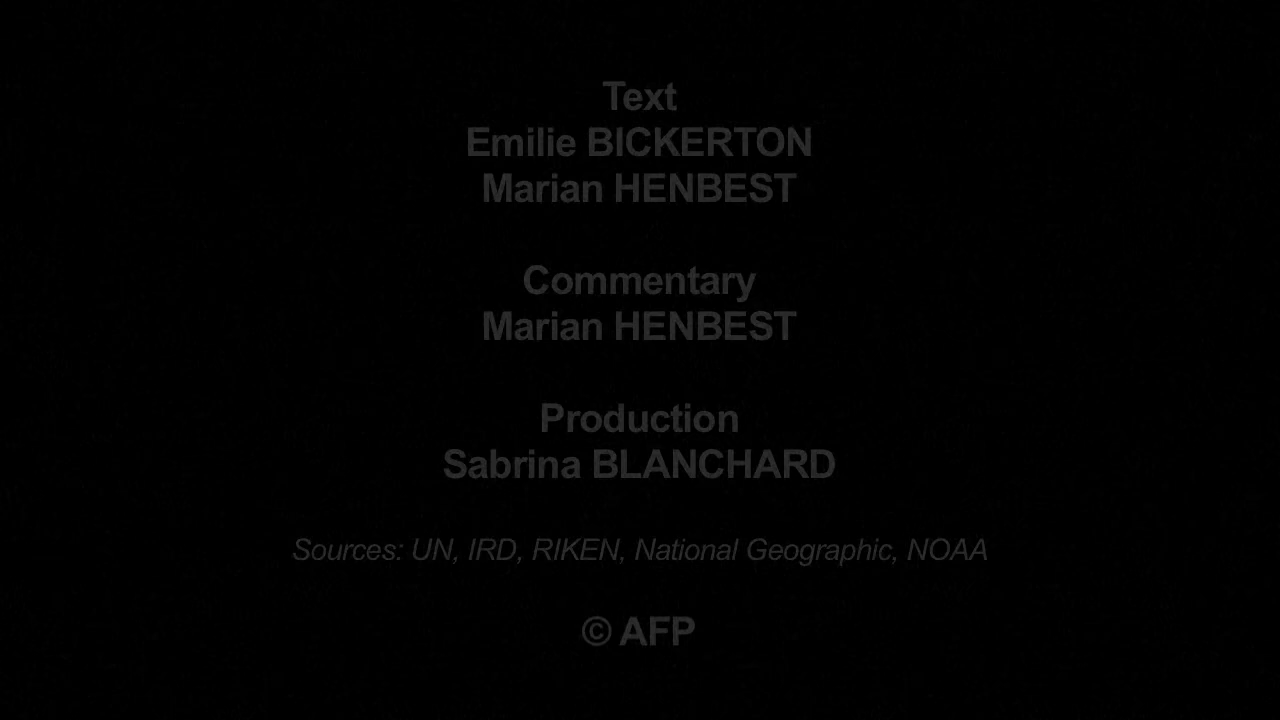 Text
Emilie BICKERTON
Marian HENBEST
Commentary
Marian HENBEST
Production
Sabrina BLANCHARD
Sources: UN, IRD, RIKEN, National Geographic, NOAA
© AFP